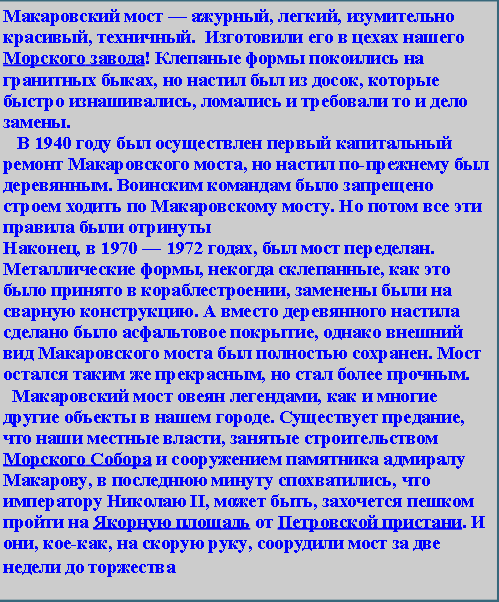 Макаровский мост — ажурный, легкий, изумительно
красивый, техничный.  Изготовили его в цехах нашего
Морского завода! Клепаные формы покоились на
гранитных быках, но настил был из досок, которые
быстро изнашивались, ломались и требовали то и дело
замены.
В 1940 году был осуществлен первый капитальный
ремонт Макаровского моста, но настил по-прежнему был
деревянным. Воинским командам было запрещено
строем ходить по Макаровскому мосту. Но потом все эти
правила были отринуты
Наконец, в 1970 — 1972 годах, был мост переделан.
Металлические формы, некогда склепанные, как это
было принято в кораблестроении, заменены были на
сварную конструкцию. А вместо деревянного настила
сделано было асфальтовое покрытие, однако внешний
вид Макаровского моста был полностью сохранен. Мост
остался таким же прекрасным, но стал более прочным.
Макаровский мост овеян легендами, как и многие
другие объекты в нашем городе. Существует предание,
что наши местные власти, занятые строительством
Морского Собора и сооружением памятника адмиралу
Макарову, в последнюю минуту спохватились, что
императору Николаю II, может быть, захочется пешком
пройти на Якорную площадь от Петровской пристани. И
они, кое-как, на скорую руку, соорудили мост за две
недели до торжества